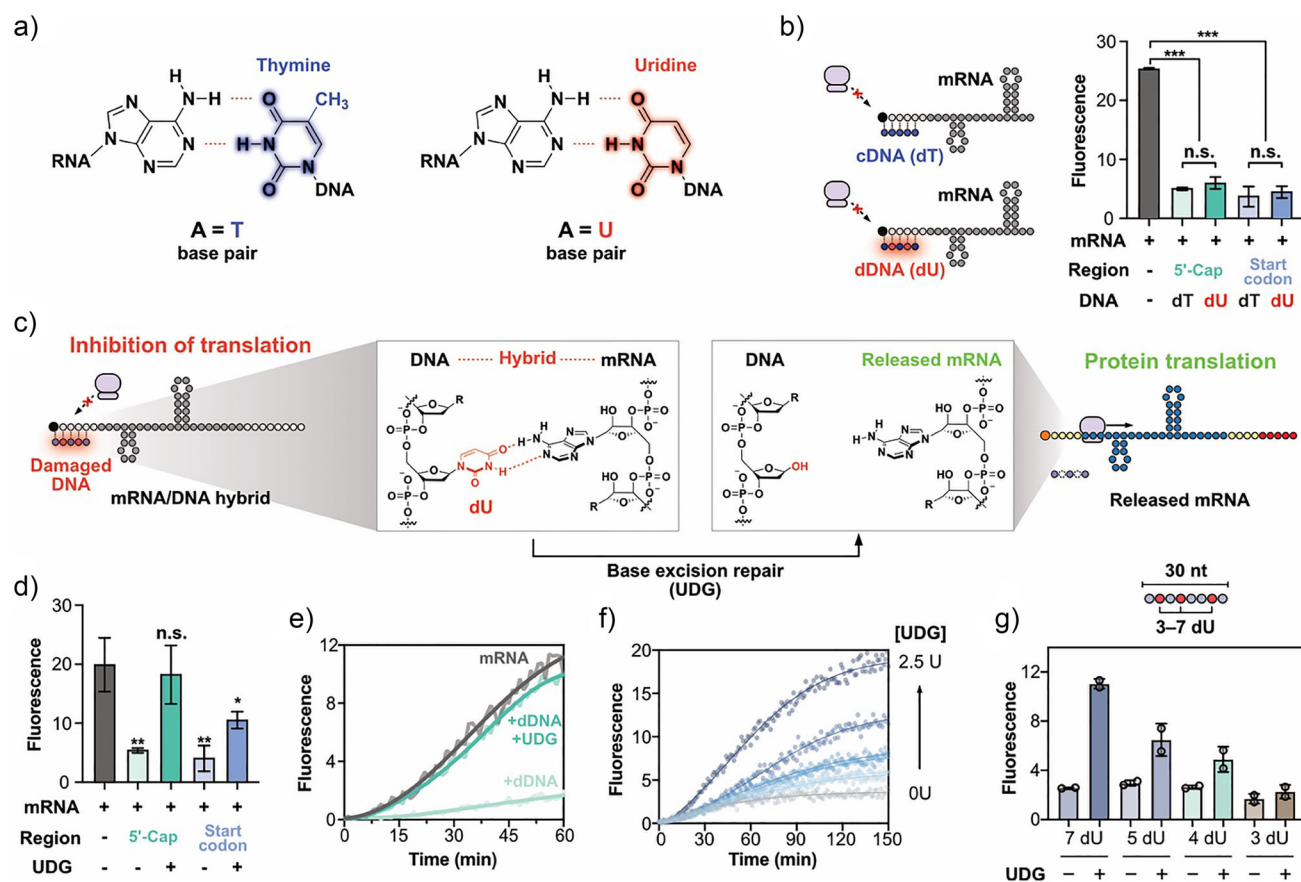 a)
Thymine
H
N-H
O
CH3
N
N
H-N
N
N
RNA
O
DNA
A = T
base pair
Uridine
H
N-H
O
N
N
H-N
N
N
RNA
O
DNA
A = U
base pair
b)
mRNA
cDNA (dT)
mRNA
dDNA (dU)
Fluorescence
30
20
10
0
***
***
n.s.
n.s.
mRNA + + + + +
Region - 5'-Cap Start codon
DNA - dT dU dT dU
c)
Inhibition of translation
Damaged
DNA
mRNA/DNA hybrid
DNA Hybrid mRNA
dU
DNA Released mRNA
OH
Base excision repair
(UDG)
Protein translation
Released mRNA
d)
Fluorescence
30
20
10
0
**
n.s.
**
*
mRNA + + + + +
Region - 5'-Cap Start codon
UDG - - + - +
e)
Fluorescence
12
8
4
0
mRNA
+dDNA
+UDG
+dDNA
0 15 30 45 60
Time (min)
f)
Fluorescence
20
15
10
5
0
[UDG]
2.5 U
0U
0 30 60 90 120 150
Time (min)
g)
30 nt
3–7 dU
Fluorescence
12
8
4
0
7 dU 5 dU 4 dU 3 dU
UDG − + − + − + − +